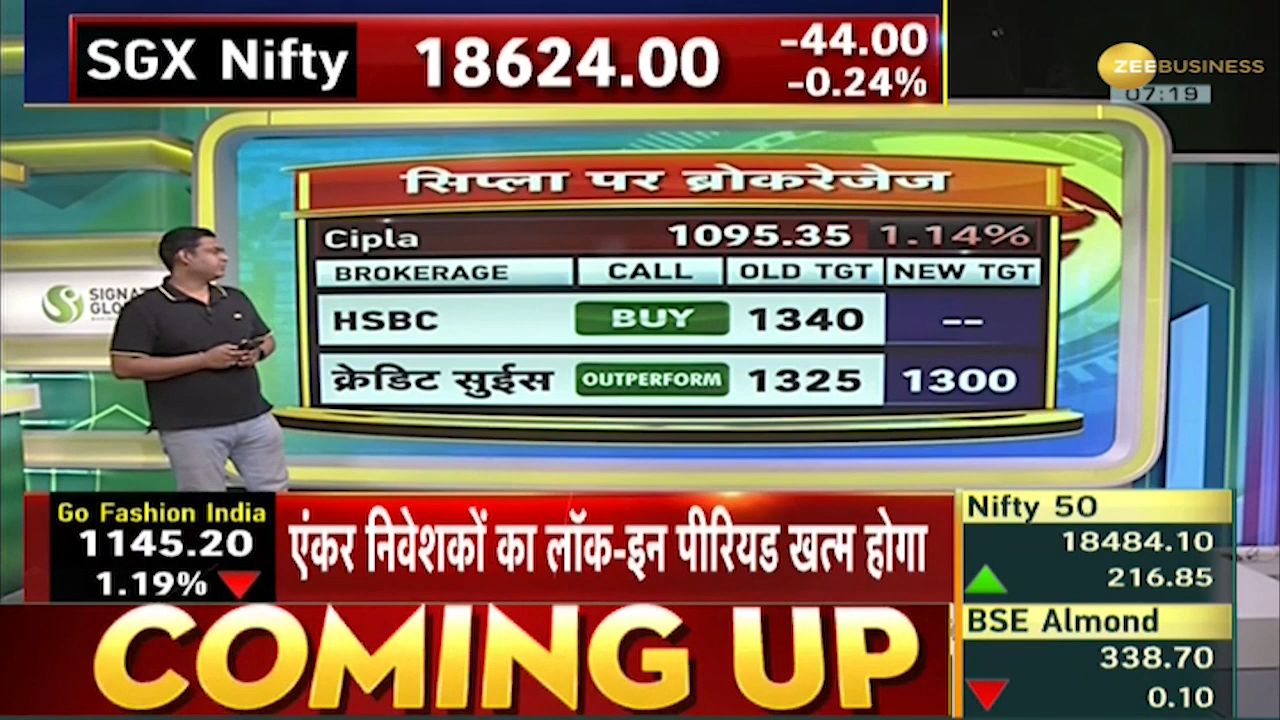 SGX Nifty 18624.00 -44.00 -0.24%
ZEEBUSINESS
07:19
सिप्ला पर ब्रोकरेजेज
Cipla 1095.35 1.14%
BROKERAGE CALL OLD TGT NEW TGT
HSBC BUY 1340 --
क्रेडिट सुईस OUTPERFORM 1325 1300
Go Fashion India
1145.20
1.19%
एंकर निवेशकों का लॉक-इन पीरियड खत्म होगा
Nifty 50
18484.10
216.85
BSE Almond
338.70
0.10
COMING UP